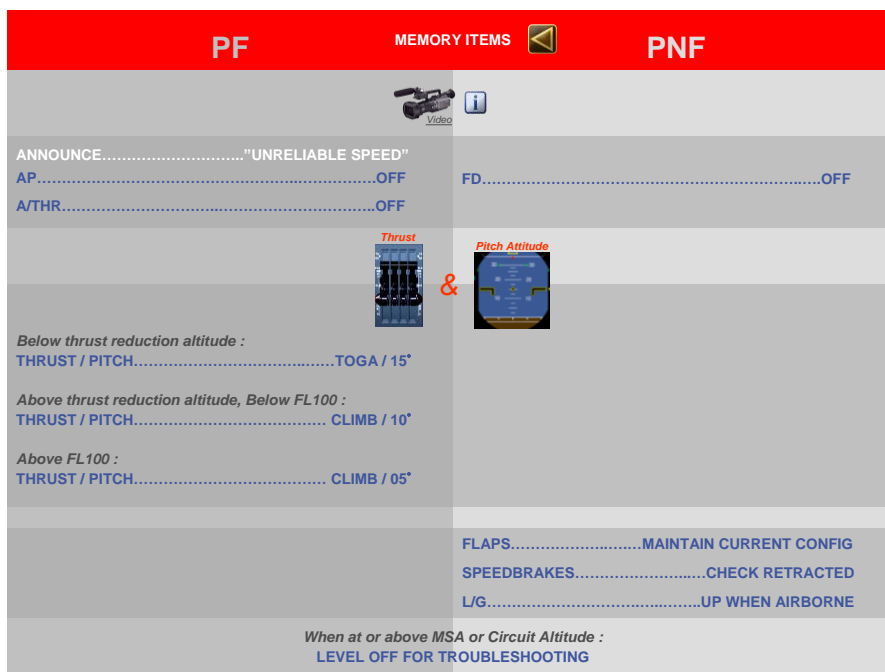 PF MEMORY ITEMS PNF
Video i
ANNOUNCE………………………..”UNRELIABLE SPEED”
AP…………………………………………..…………….OFF
FD……………………………………………………..….OFF
A/THR…………………………..…………………………..OFF
Thrust
Pitch Attitude
&
Below thrust reduction altitude :
THRUST / PITCH……………………………..……TOGA / 15°
Above thrust reduction altitude, Below FL100 :
THRUST / PITCH………………………………… CLIMB / 10°
Above FL100 :
THRUST / PITCH………………………………… CLIMB / 05°
FLAPS………………..…..…MAINTAIN CURRENT CONFIG
SPEEDBRAKES…………………..…CHECK RETRACTED
L/G…………………………..…..……..UP WHEN AIRBORNE
When at or above MSA or Circuit Altitude :
LEVEL OFF FOR TROUBLESHOOTING